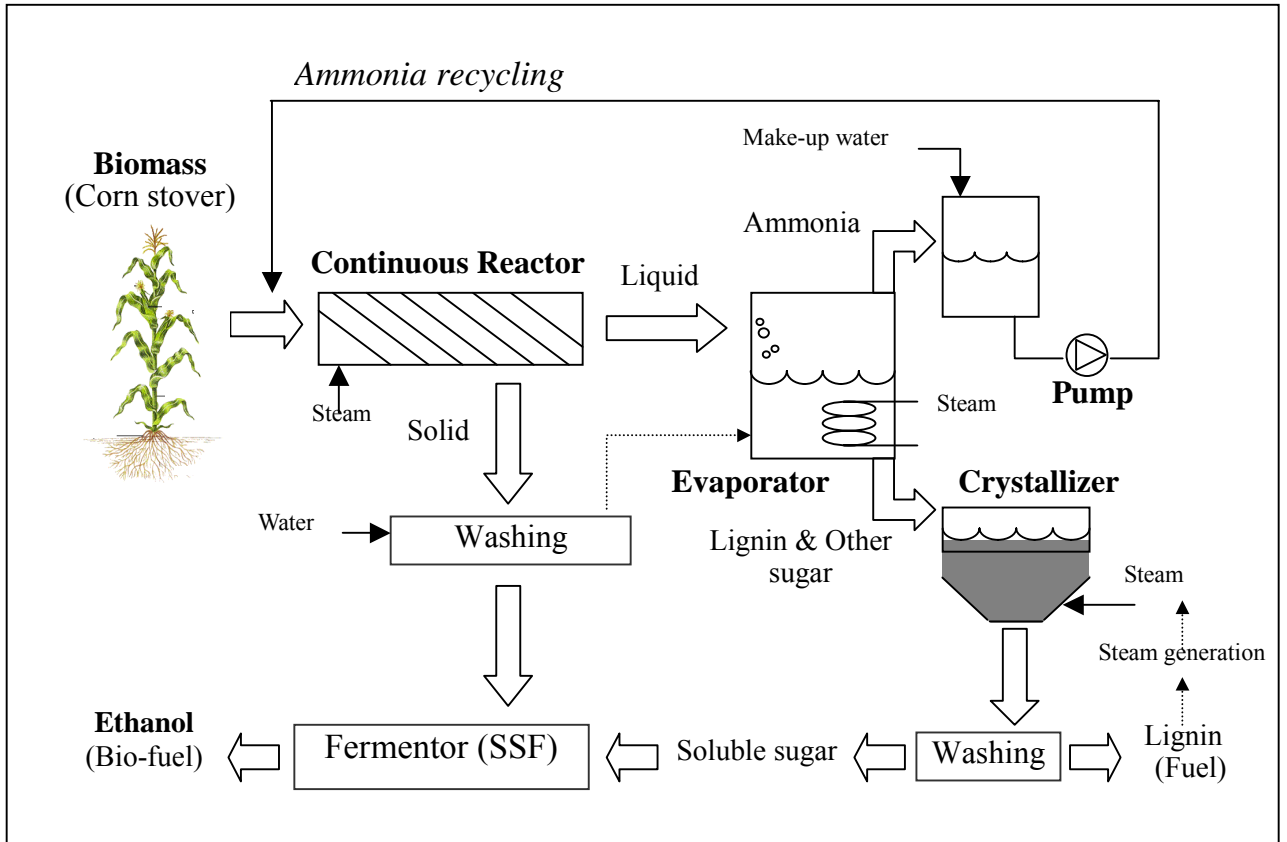 Ammonia recycling
Make-up water
Biomass
(Corn stover)
Ammonia
Continuous Reactor
Liquid
Pump
Steam
Steam
Solid
Evaporator
Crystallizer
Water
Washing
Lignin & Other
sugar
Steam
Steam generation
Ethanol
(Bio-fuel)
Fermentor (SSF)
Soluble sugar
Washing
Lignin
(Fuel)